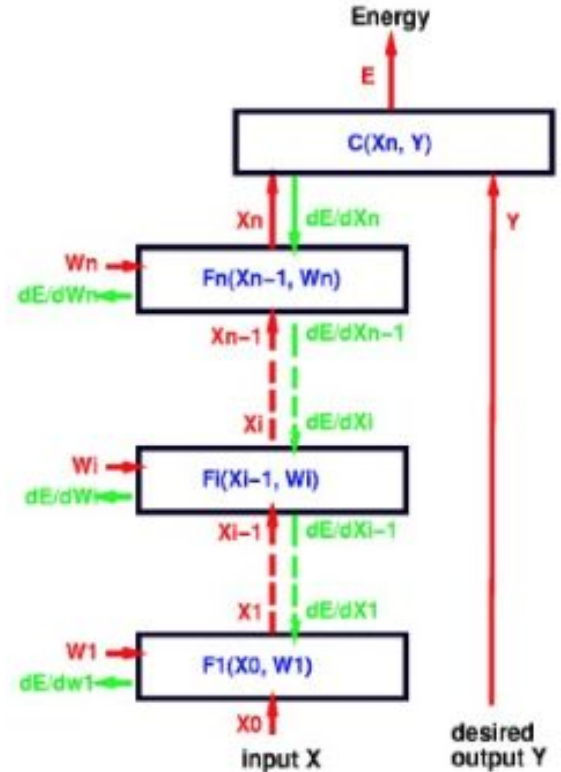 Energy
E
C(Xn, Y)
Xn dE/dXn Y
Wn Fn(Xn-1, Wn)
dE/dWn
Xn-1 dE/dXn-1
Xi dE/dXi
Wi Fi(Xi-1, Wi)
dE/dWi
Xi-1 dE/dXi-1
X1 dE/dX1
W1 F1(X0, W1)
dE/dw1
X0
input X
desired
output Y